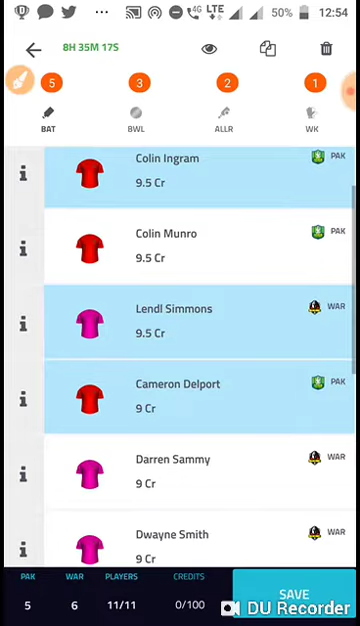 4G LTE 50% 12:54
8H 35M 17S
5 3 2 1
BAT BWL ALLR WK
Colin Ingram PAK
9.5 Cr
Colin Munro PAK
9.5 Cr
Lendl Simmons WAR
9.5 Cr
Cameron Delport PAK
9 Cr
Darren Sammy WAR
9 Cr
Dwayne Smith WAR
9 Cr
PAK WAR PLAYERS CREDITS SAVE
5 6 11/11 0/100
DU Recorder